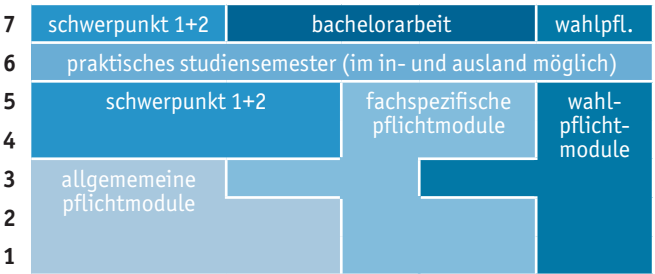 7 schwerpunkt 1+2 bachelorarbeit wahlpfl.
6 praktisches studiensemester (im in- und ausland möglich)
5 schwerpunkt 1+2 fachspezifische wahl-
pflichtmodule pflicht-
4 module
3 allgememeine
pflichtmodule
2
1